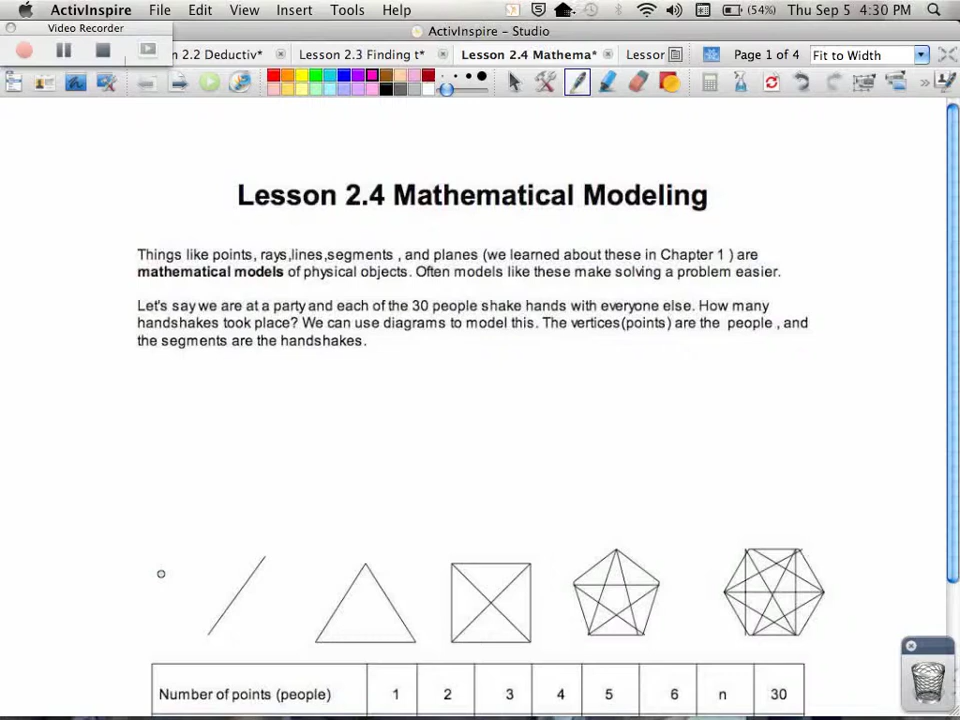 ActivInspire File Edit View Insert Tools Help (54%) Thu Sep 5 4:30 PM
Video Recorder
ActivInspire - Studio
n 2.2 Deductiv* Lesson 2.3 Finding t* Lesson 2.4 Mathema* Lessor Page 1 of 4 Fit to Width
Lesson 2.4 Mathematical Modeling
Things like points, rays,lines,segments , and planes (we learned about these in Chapter 1 ) are
mathematical models of physical objects. Often models like these make solving a problem easier.
Let's say we are at a party and each of the 30 people shake hands with everyone else. How many
handshakes took place? We can use diagrams to model this. The vertices(points) are the people , and
the segments are the handshakes.
Number of points (people) 1 2 3 4 5 6 n 30